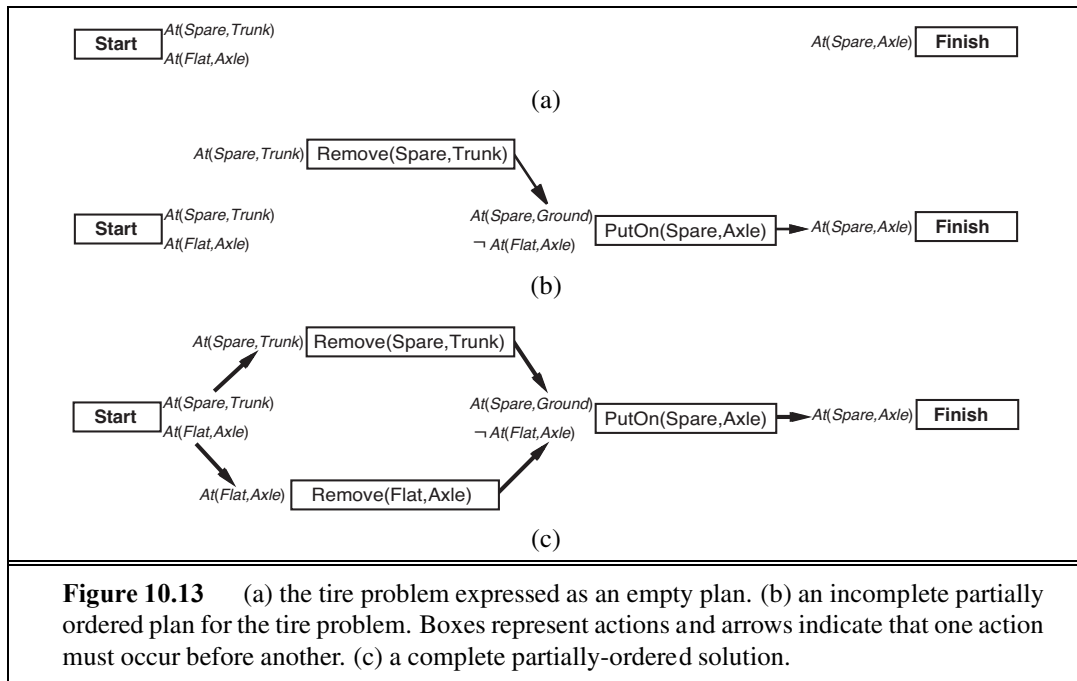 At(Spare,Trunk)
Start
At(Flat,Axle)
At(Spare,Axle) Finish
(a)
At(Spare,Trunk) Remove(Spare,Trunk)
At(Spare,Trunk)
Start
At(Flat,Axle)
At(Spare,Ground)
¬ At(Flat,Axle)
PutOn(Spare,Axle)
At(Spare,Axle) Finish
(b)
At(Spare,Trunk) Remove(Spare,Trunk)
At(Spare,Trunk)
Start
At(Flat,Axle)
At(Spare,Ground)
¬ At(Flat,Axle)
PutOn(Spare,Axle)
At(Spare,Axle) Finish
At(Flat,Axle) Remove(Flat,Axle)
(c)
Figure 10.13 (a) the tire problem expressed as an empty plan. (b) an incomplete partially
ordered plan for the tire problem. Boxes represent actions and arrows indicate that one action
must occur before another. (c) a complete partially-ordered solution.